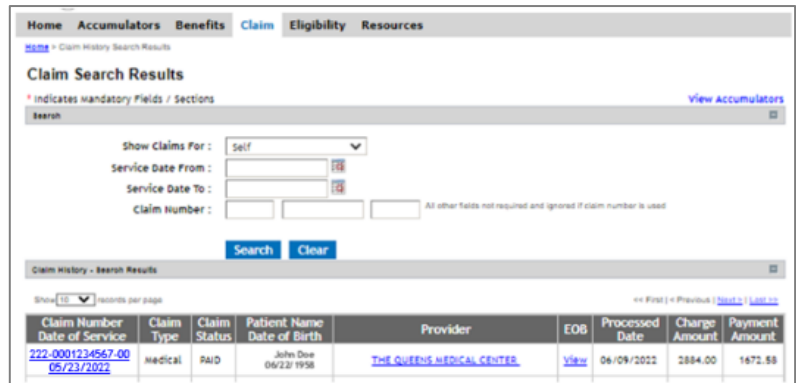 Home Accumulators Benefits Claim Eligibility Resources
Home > Claim History Search Results
Claim Search Results
* Indicates Mandatory Fields / Sections View Accumulators
Search
Show Claims For : Self
Service Date From :
Service Date To :
Claim Number : All other fields not required and ignored if claim number is used
Search Clear
Claim History - Search Results
Show 10 records per page << First | < Previous | Next > | Last >>
Claim Number Claim Claim Patient Name Provider EOB Processed Charge Payment
Date of Service Type Status Date of Birth Date Amount Amount
222-0001234567-00 Medical PAID John Doe THE QUEENS MEDICAL CENTER View 06/09/2022 2884.00 1672.58
05/23/2022 06/22/1958